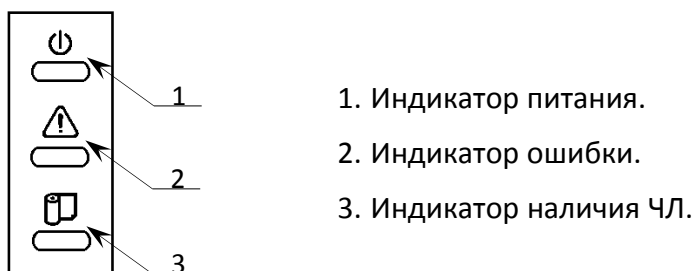 1
2
3
1. Индикатор питания.
2. Индикатор ошибки.
3. Индикатор наличия ЧЛ.